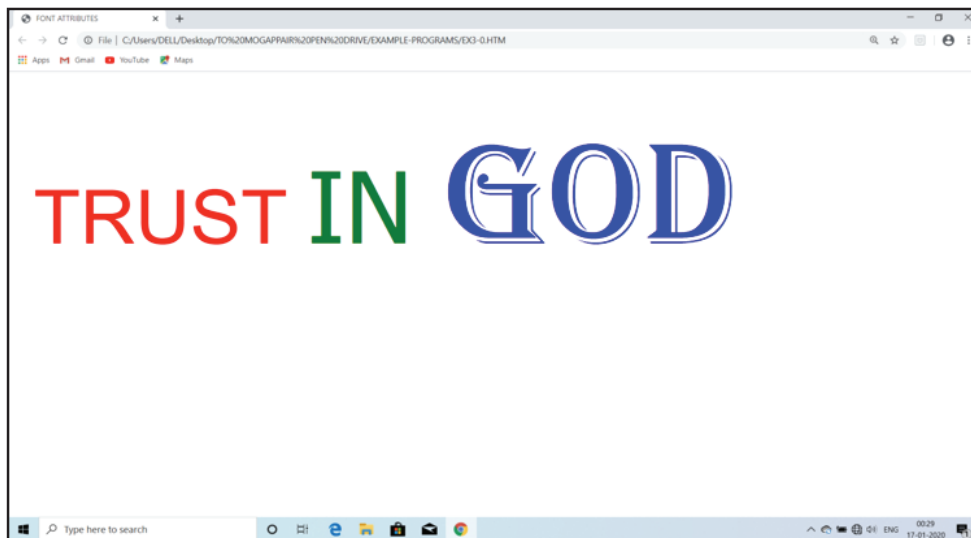 FONT ATTRIBUTES
File | C:/Users/DELL/Desktop/TO%20MOGAPPAIR%20PEN%20DRIVE/EXAMPLE-PROGRAMS/EX3-0.HTM
Apps Gmail YouTube Maps
TRUST IN GOD
Type here to search
ENG
00:29
17-01-2020